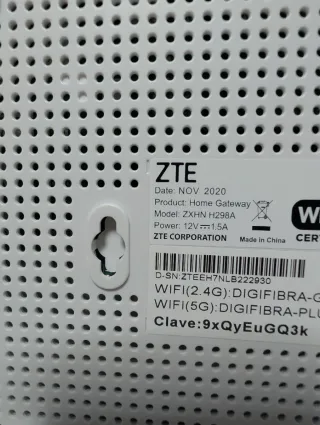 ZTE
Date: NOV. 2020
Product: Home Gateway
Model: ZXHN H298A
Power: 12V 1.5A
ZTE CORPORATION Made in China
D-SN:ZTEEH7NLB222930
WIFI(2.4G):DIGIFIBRA-
WIFI(5G):DIGIFIBRA-PLU
Clave:9xQyEuGQ3k